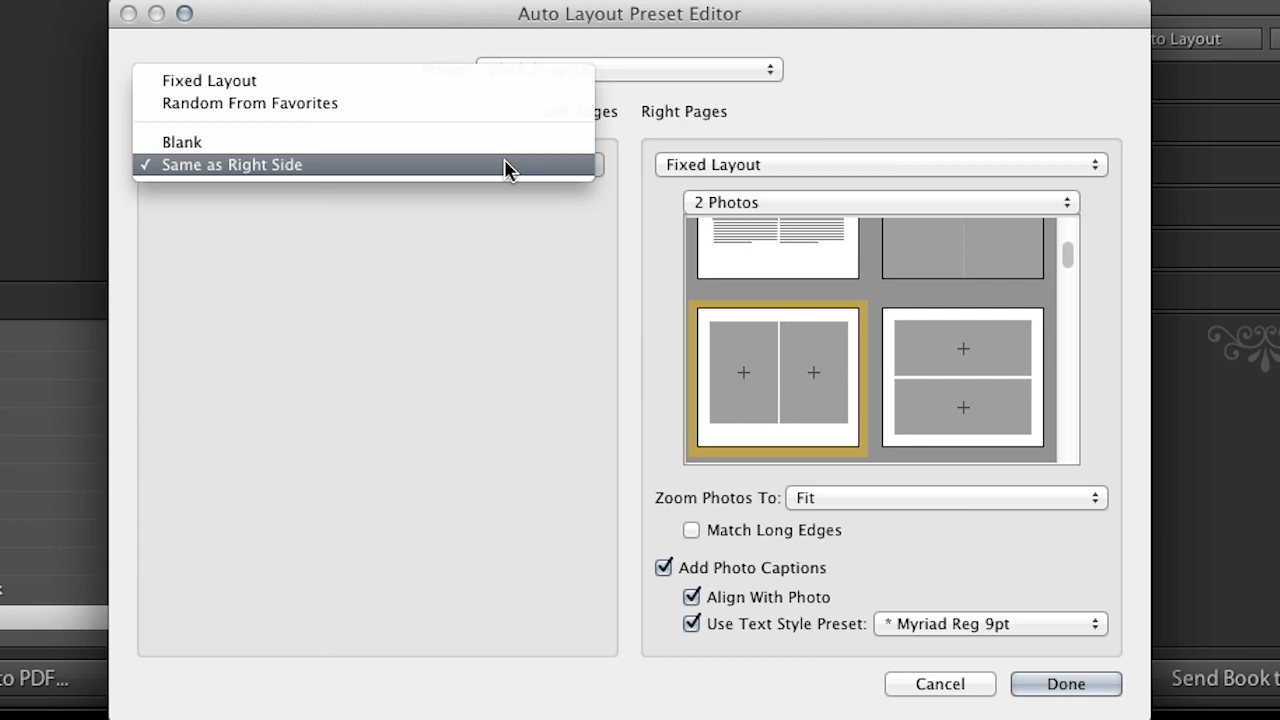 Auto Layout Preset Editor
to Layout
Fixed Layout
Random From Favorites
Blank
✓ Same as Right Side
Pages
Right Pages
Fixed Layout
2 Photos
Zoom Photos To: Fit
Match Long Edges
Add Photo Captions
Align With Photo
Use Text Style Preset: * Myriad Reg 9pt
Cancel
Done
to PDF...
Send Book t